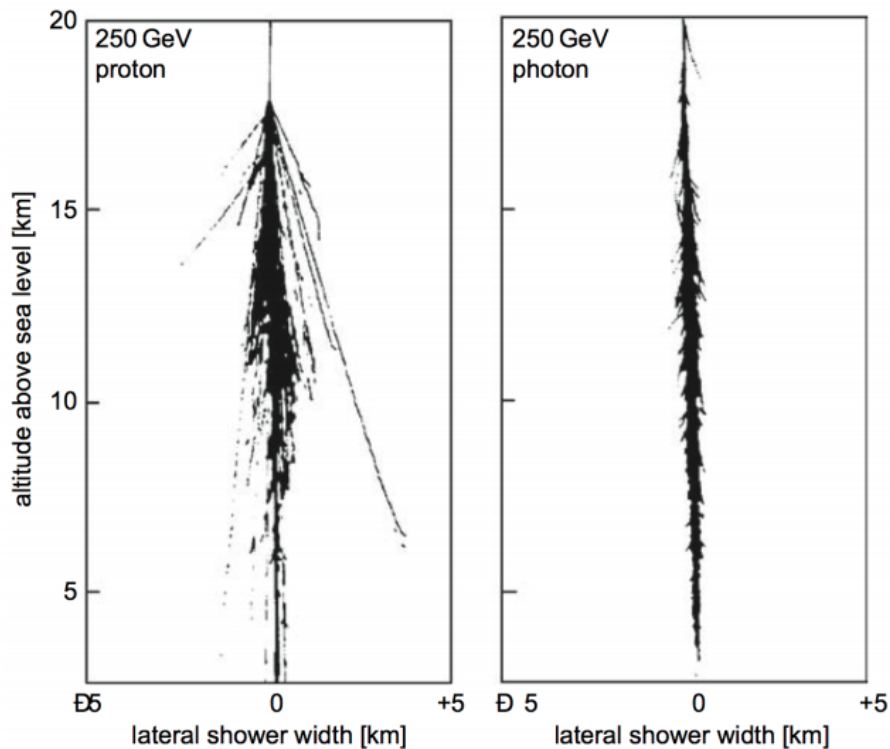 20
250 GeV
proton
15
10
5
altitude above sea level [km]
Ð5 0 +5
lateral shower width [km]
250 GeV
photon
Ð 5 0 +5
lateral shower width [km]